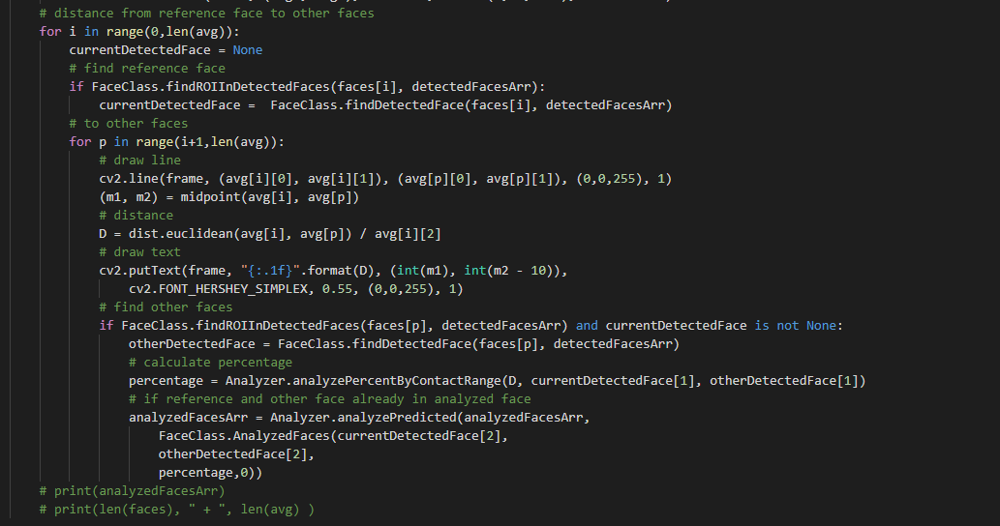 # distance from reference face to other faces
for i in range(0,len(avg)):
currentDetectedFace = None
# find reference face
if FaceClass.findROIInDetectedFaces(faces[i], detectedFacesArr):
currentDetectedFace =  FaceClass.findDetectedFace(faces[i], detectedFacesArr)
# to other faces
for p in range(i+1,len(avg)):
# draw line
cv2.line(frame, (avg[i][0], avg[i][1]), (avg[p][0], avg[p][1]), (0,0,255), 1)
(m1, m2) = midpoint(avg[i], avg[p])
# distance
D = dist.euclidean(avg[i], avg[p]) / avg[i][2]
# draw text
cv2.putText(frame, "{:.1f}".format(D), (int(m1), int(m2 - 10)),
cv2.FONT_HERSHEY_SIMPLEX, 0.55, (0,0,255), 1)
# find other faces
if FaceClass.findROIInDetectedFaces(faces[p], detectedFacesArr) and currentDetectedFace is not None:
otherDetectedFace = FaceClass.findDetectedFace(faces[p], detectedFacesArr)
# calculate percentage
percentage = Analyzer.analyzePercentByContactRange(D, currentDetectedFace[1], otherDetectedFace[1])
# if reference and other face already in analyzed face
analyzedFacesArr = Analyzer.analyzePredicted(analyzedFacesArr,
FaceClass.AnalyzedFaces(currentDetectedFace[2],
otherDetectedFace[2],
percentage,0))
# print(analyzedFacesArr)
# print(len(faces), " + ", len(avg) )